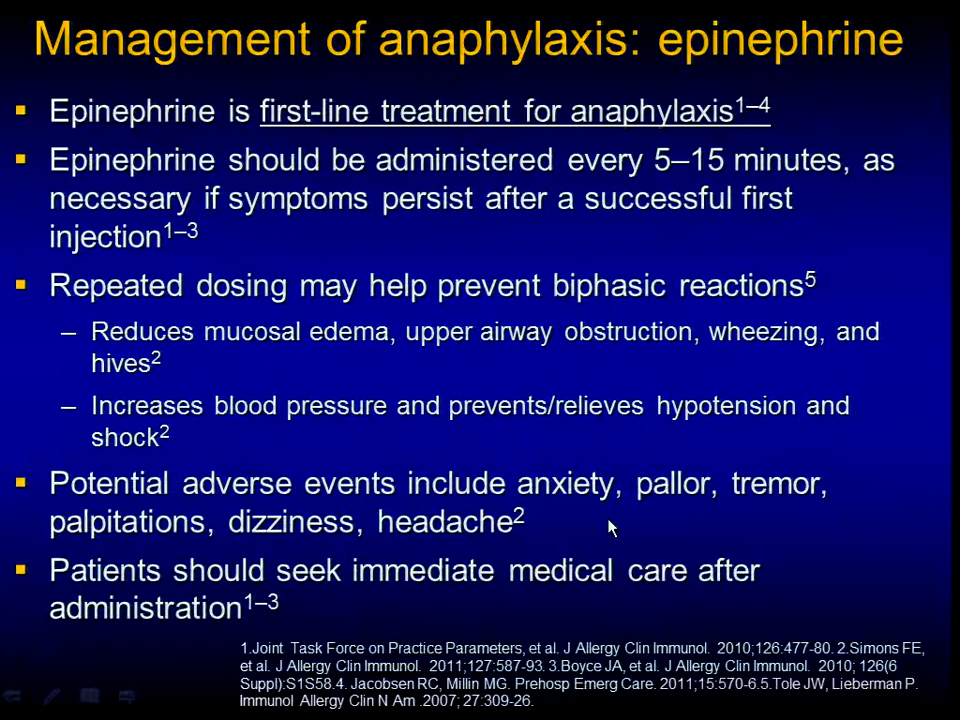 Management of anaphylaxis: epinephrine
▪ Epinephrine is first-line treatment for anaphylaxis1–4
▪ Epinephrine should be administered every 5–15 minutes, as
necessary if symptoms persist after a successful first
injection1–3
▪ Repeated dosing may help prevent biphasic reactions5
– Reduces mucosal edema, upper airway obstruction, wheezing, and
hives2
– Increases blood pressure and prevents/relieves hypotension and
shock2
▪ Potential adverse events include anxiety, pallor, tremor,
palpitations, dizziness, headache2
▪ Patients should seek immediate medical care after
administration1–3
1.Joint Task Force on Practice Parameters, et al. J Allergy Clin Immunol. 2010;126:477-80. 2.Simons FE,
et al. J Allergy Clin Immunol. 2011;127:587-93. 3.Boyce JA, et al. J Allergy Clin Immunol. 2010; 126(6
Suppl):S1S58.4. Jacobsen RC, Millin MG. Prehosp Emerg Care. 2011;15:570-6.5.Tole JW, Lieberman P.
Immunol Allergy Clin N Am .2007; 27:309-26.